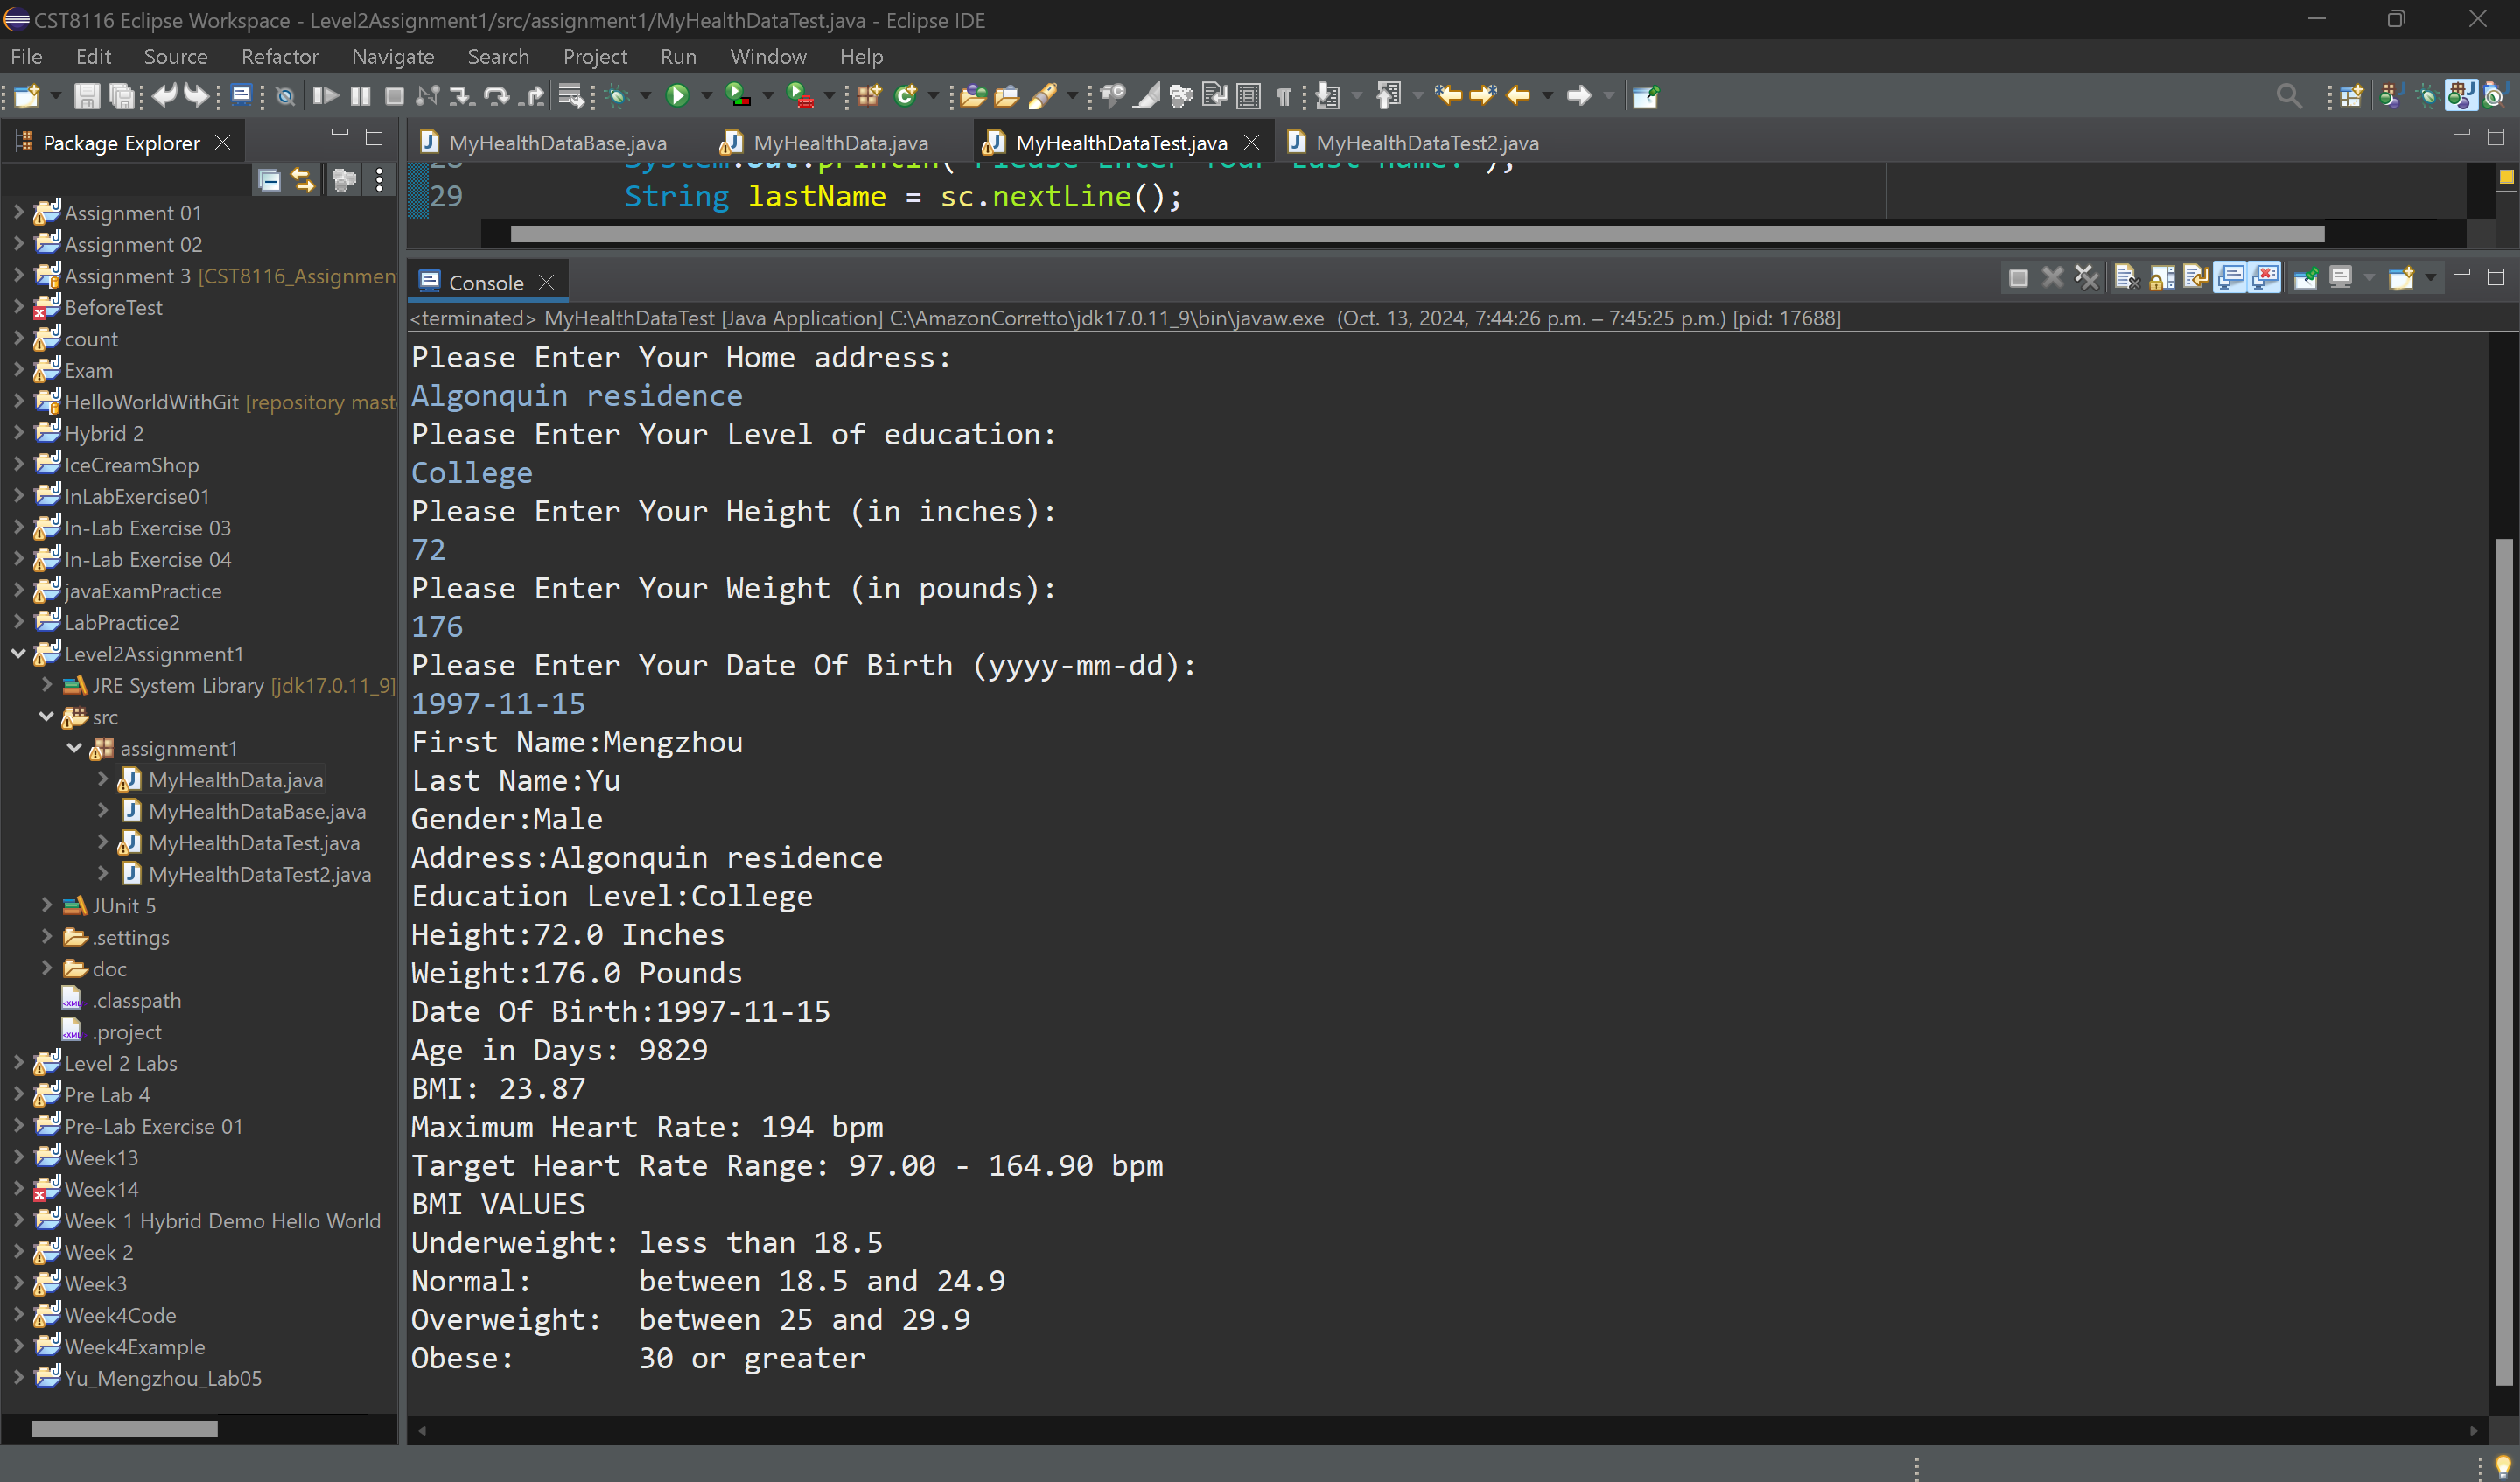 CST8116 Eclipse Workspace - Level2Assignment1/src/assignment1/MyHealthDataTest.java - Eclipse IDE
File Edit Source Refactor Navigate Search Project Run Window Help
Package Explorer
Assignment 01
Assignment 02
Assignment 3 [CST8116_Assignmen
BeforeTest
count
Exam
HelloWorldWithGit [repository mast
Hybrid 2
IceCreamShop
InLabExercise01
In-Lab Exercise 03
In-Lab Exercise 04
javaExamPractice
LabPractice2
Level2Assignment1
JRE System Library [jdk17.0.11_9]
src
assignment1
MyHealthData.java
MyHealthDataBase.java
MyHealthDataTest.java
MyHealthDataTest2.java
JUnit 5
.settings
doc
.classpath
.project
Level 2 Labs
Pre Lab 4
Pre-Lab Exercise 01
Week13
Week14
Week 1 Hybrid Demo Hello World
Week 2
Week3
Week4Code
Week4Example
Yu_Mengzhou_Lab05
MyHealthDataBase.java MyHealthData.java MyHealthDataTest.java MyHealthDataTest2.java
28 System.out.println("Please Enter Your Last name:");
29 String lastName = sc.nextLine();
Console
<terminated> MyHealthDataTest [Java Application] C:\AmazonCorretto\jdk17.0.11_9\bin\javaw.exe (Oct. 13, 2024, 7:44:26 p.m. – 7:45:25 p.m.) [pid: 17688]
Please Enter Your Home address:
Algonquin residence
Please Enter Your Level of education:
College
Please Enter Your Height (in inches):
72
Please Enter Your Weight (in pounds):
176
Please Enter Your Date Of Birth (yyyy-mm-dd):
1997-11-15
First Name:Mengzhou
Last Name:Yu
Gender:Male
Address:Algonquin residence
Education Level:College
Height:72.0 Inches
Weight:176.0 Pounds
Date Of Birth:1997-11-15
Age in Days: 9829
BMI: 23.87
Maximum Heart Rate: 194 bpm
Target Heart Rate Range: 97.00 - 164.90 bpm
BMI VALUES
Underweight: less than 18.5
Normal: between 18.5 and 24.9
Overweight: between 25 and 29.9
Obese: 30 or greater